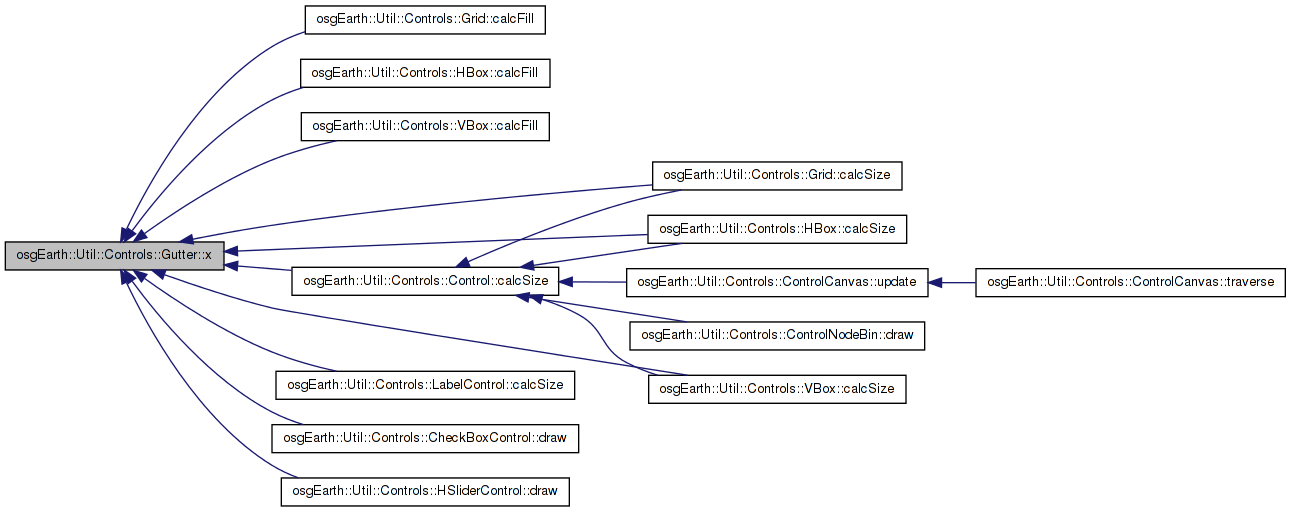 osgEarth::Util::Controls::Grid::calcFill
osgEarth::Util::Controls::HBox::calcFill
osgEarth::Util::Controls::VBox::calcFill
osgEarth::Util::Controls::Grid::calcSize
osgEarth::Util::Controls::HBox::calcSize
osgEarth::Util::Controls::Gutter::x
osgEarth::Util::Controls::Control::calcSize
osgEarth::Util::Controls::ControlCanvas::update
osgEarth::Util::Controls::ControlCanvas::traverse
osgEarth::Util::Controls::ControlNodeBin::draw
osgEarth::Util::Controls::LabelControl::calcSize
osgEarth::Util::Controls::VBox::calcSize
osgEarth::Util::Controls::CheckBoxControl::draw
osgEarth::Util::Controls::HSliderControl::draw